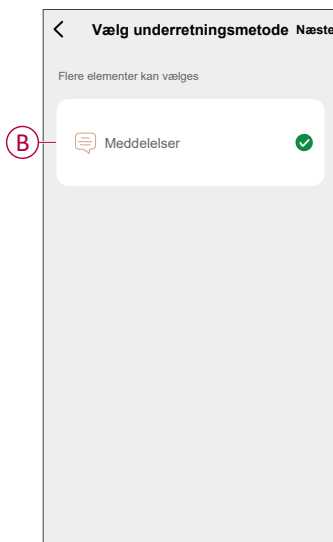 Vælg underretningsmetode Næste
Flere elementer kan vælges
B Meddelelser